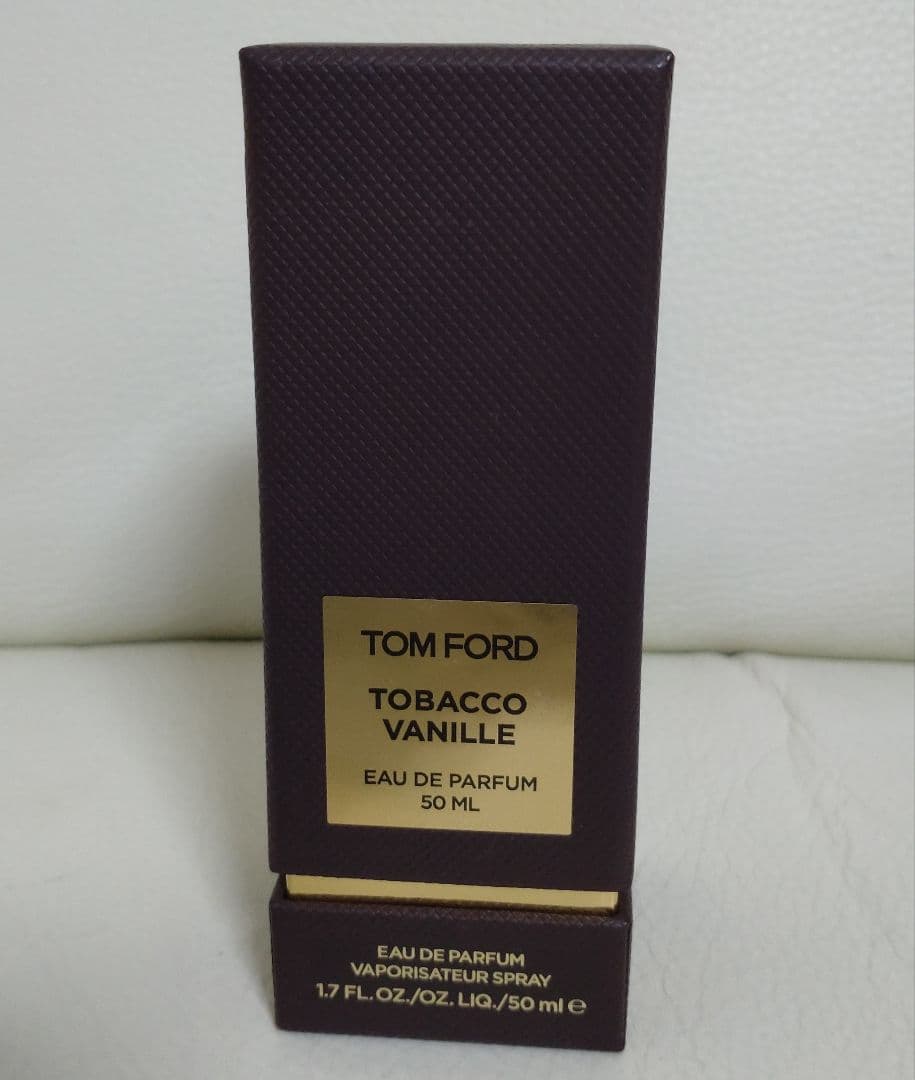 TOM FORD
TOBACCO
VANILLE
EAU DE PARFUM
50 ML
EAU DE PARFUM
VAPORISATEUR SPRAY
1.7 FL.OZ./OZ. LIQ./50 ml ℮